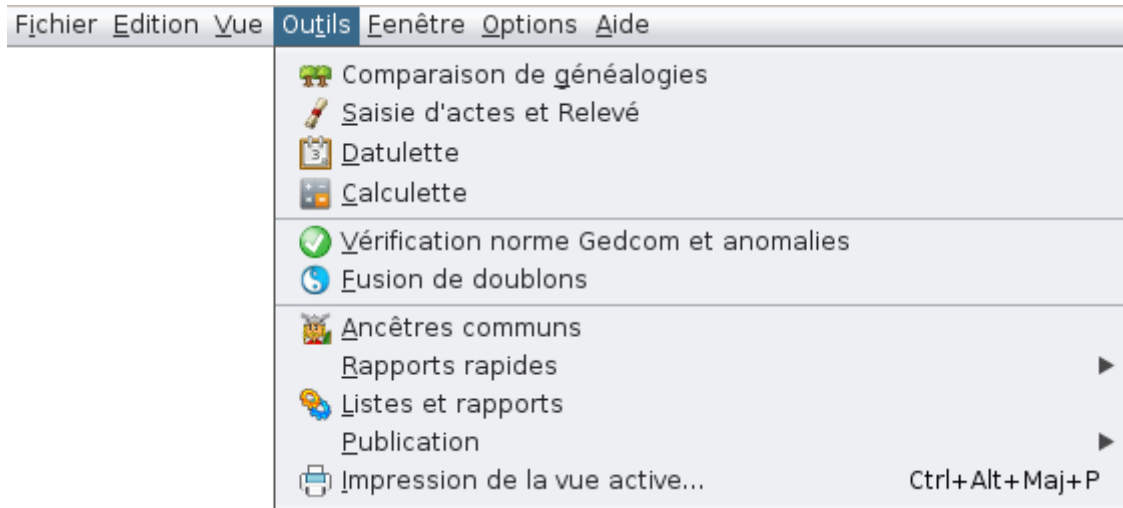 Fichier Edition Vue Outils Fenêtre Options Aide
Comparaison de généalogies
Saisie d'actes et Relevé
3
Datulette
Calculette
Vérification norme Gedcom et anomalies
Fusion de doublons
Ancêtres communs
Rapports rapides
Listes et rapports
Publication
Impression de la vue active... Ctrl+Alt+Maj+P